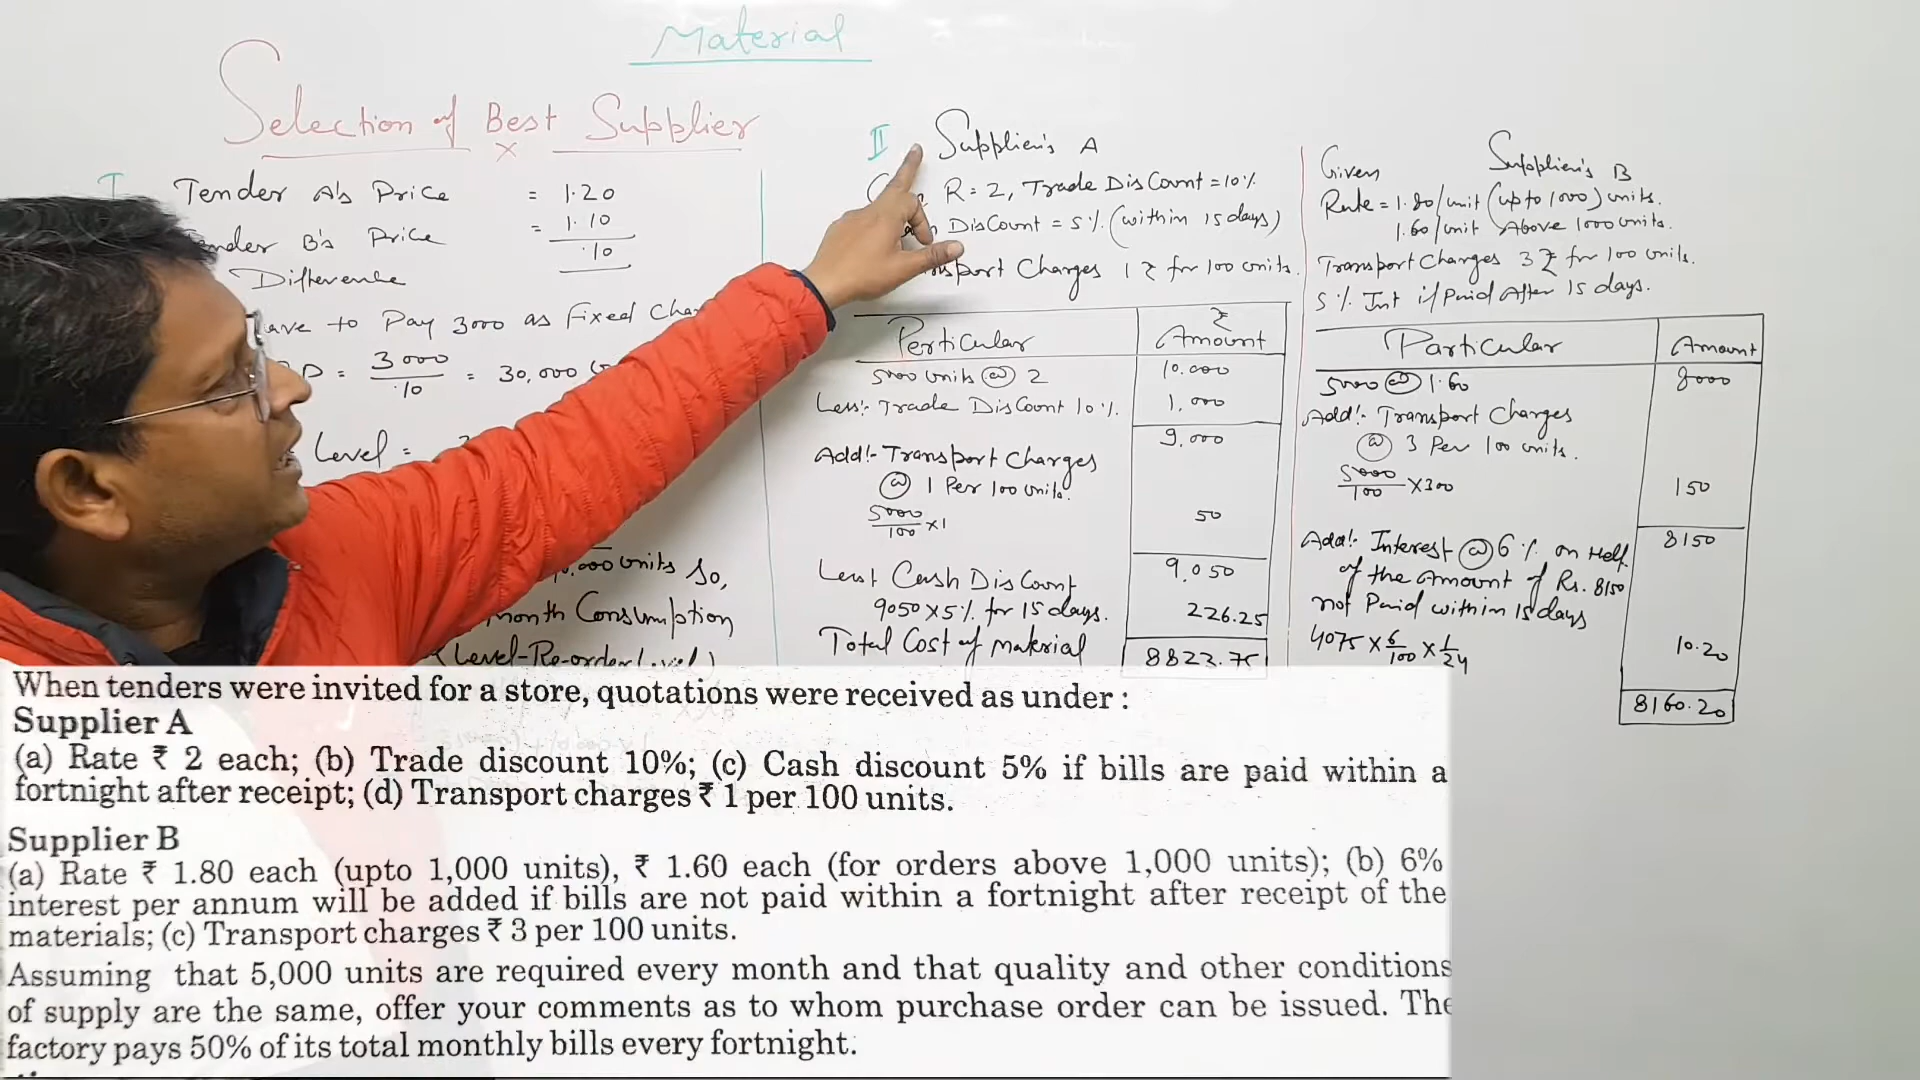 Material
Selection of Best Supplier
×
I
Tender A's Price = 1.20
Tender B's Price = 1.10
Difference .10
have to Pay 3000 as Fixed
= 3000 / .10 = 30,000
Level =
units So,
month Consumption
Level-Re-order Level)
II Supplier's A
R = 2, Trade DisCount = 10%
DisCount = 5% (within 15 days)
Transport Charges 1 ₹ for 100 units.
Perticular ₹ Amount
5000 units @ 2 10.000
Less:- Trade DisCount 10%. 1.000
9.000
Add:- Transport Charges
@ 1 Per 100 units.
5000/100 × 1 50
9.050
Less Cash DisCount
9050 × 5% for 15 days. 226.25
Total Cost of Material 8823.75
Given Supplier's B
Rate = 1.80/unit (up to 1000) units.
1.60/unit Above 1000 units.
Transport Charges 3 ₹ for 100 units.
5% Int if Paid After 15 days.
Particular Amount
5000 @ 1.60 8000
Add:- Transport Charges
@ 3 Per 100 units.
5000/100 × 300 150
8150
Add:- Interest @ 6% on Half
of the Amount of Rs. 8150
not Paid within 15 days
4075 × 6/100 × 1/24 10.20
8160.20
When tenders were invited for a store, quotations were received as under :
Supplier A
(a) Rate ₹ 2 each; (b) Trade discount 10%; (c) Cash discount 5% if bills are paid within a
fortnight after receipt; (d) Transport charges ₹ 1 per 100 units.
Supplier B
(a) Rate ₹ 1.80 each (upto 1,000 units), ₹ 1.60 each (for orders above 1,000 units); (b) 6%
interest per annum will be added if bills are not paid within a fortnight after receipt of the
materials; (c) Transport charges ₹ 3 per 100 units.
Assuming that 5,000 units are required every month and that quality and other conditions
of supply are the same, offer your comments as to whom purchase order can be issued. The
factory pays 50% of its total monthly bills every fortnight.